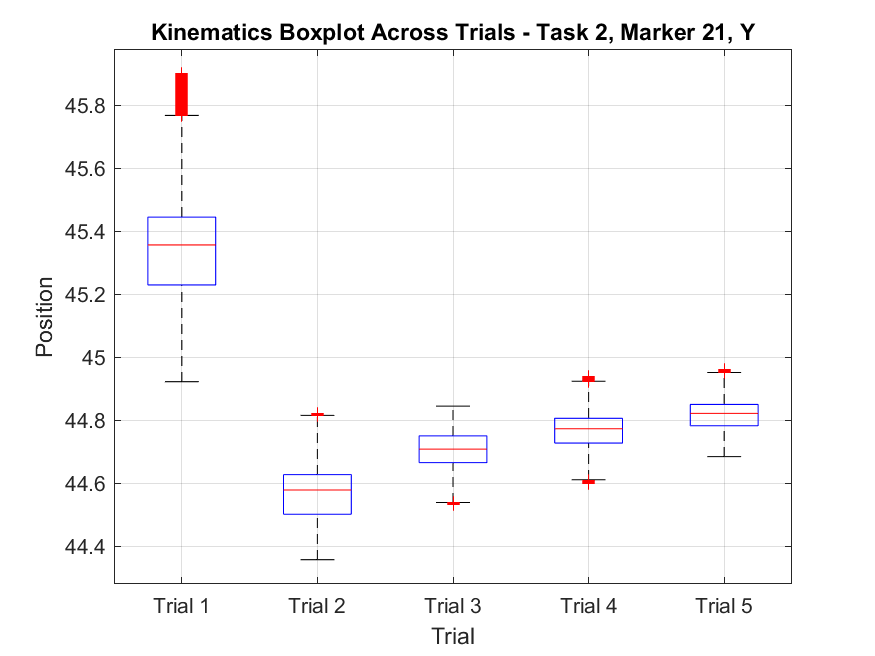 Kinematics Boxplot Across Trials - Task 2, Marker 21, Y
45.8
45.6
45.4
45.2
45
44.8
44.6
44.4
Position
Trial 1 Trial 2 Trial 3 Trial 4 Trial 5
Trial